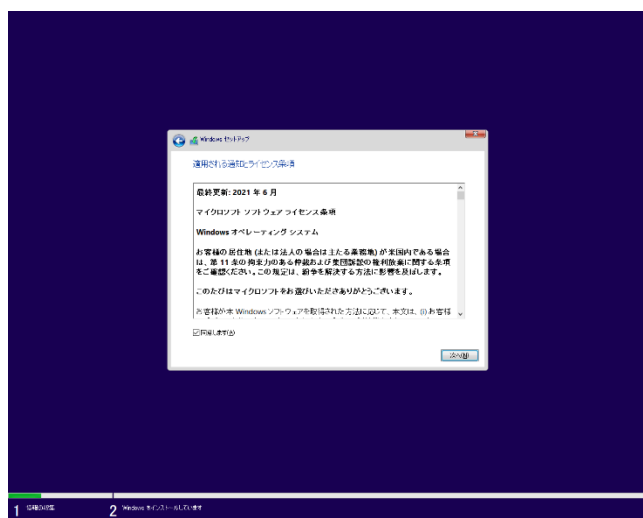 Windows セットアップ
適用される通知とライセンス条項
最終更新: 2021 年 6 月
マイクロソフト ソフトウェア ライセンス条項
Windows オペレーティング システム
お客様の居住地 (または法人の場合は主たる業務地) が米国内である場合
は、第 11 条の拘束力のある仲裁および集団訴訟の権利放棄に関する条項
をご確認ください。この規定は、紛争を解決する方法に影響を及ぼします。
このたびはマイクロソフトをお選びいただきありがとうございます。
お客様が本 Windows ソフトウェアを取得された方法に応じて、本文は、(i) お客様
同意します(A)
次へ(N)
1 情報の収集
2 Windows をインストールしています